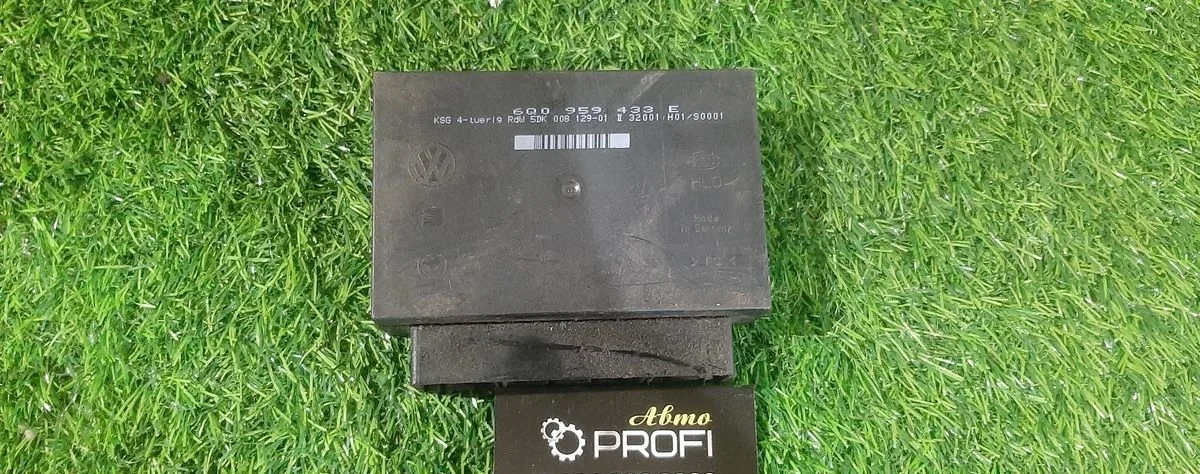 6Q0 959 433 E
KSG 4-tuerig RdW 5DK 008 129-01 II 32001 H01/S0001
VW
HLO
Made
in Germany
Авто
PROFI